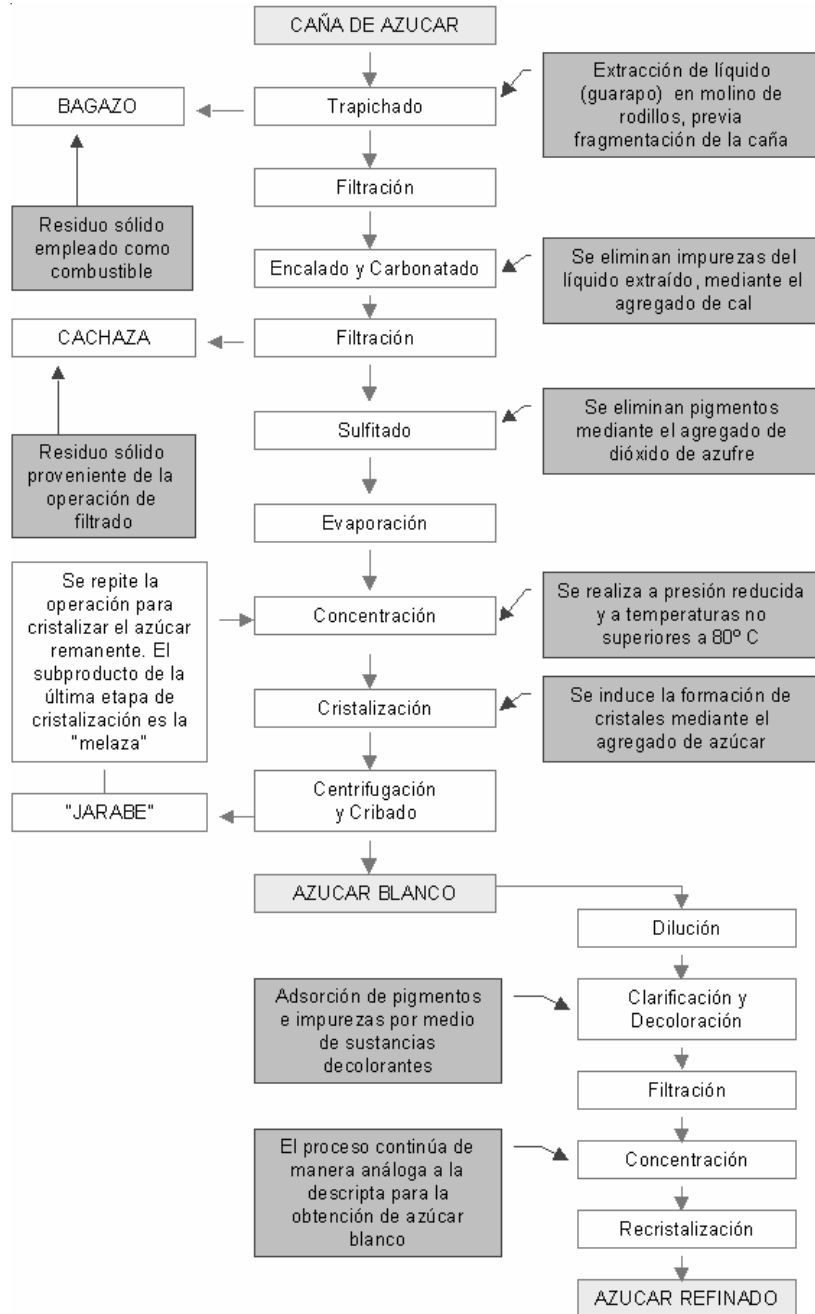 CAÑA DE AZUCAR
Trapichado
Extracción de líquido
(guarapo) en molino de
rodillos, previa
fragmentación de la caña
BAGAZO
Filtración
Residuo sólido
empleado como
combustible
Encalado y Carbonatado
Se eliminan impurezas del
líquido extraído, mediante el
agregado de cal
CACHAZA
Filtración
Sulfitado
Se eliminan pigmentos
mediante el agregado de
dióxido de azufre
Residuo sólido
proveniente de la
operación de
filtrado
Evaporación
Se repite la
operación para
cristalizar el azúcar
remanente. El
subproducto de la
última etapa de
cristalización es la
"melaza"
Concentración
Se realiza a presión reducida
y a temperaturas no
superiores a 80º C
Cristalización
Se induce la formación de
cristales mediante el
agregado de azúcar
Centrifugación
y Cribado
"JARABE"
AZUCAR BLANCO
Dilución
Adsorción de pigmentos
e impurezas por medio
de sustancias
decolorantes
Clarificación y
Decoloración
Filtración
El proceso continúa de
manera análoga a la
descripta para la
obtención de azúcar
blanco
Concentración
Recristalización
AZUCAR REFINADO